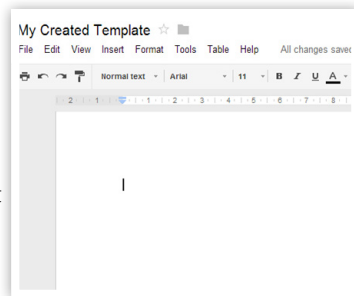 My Created Template
File Edit View Insert Format Tools Table Help All changes saved
Normal text Arial 11 B I U A
2 1 1 2 3 4 5 6 7 8